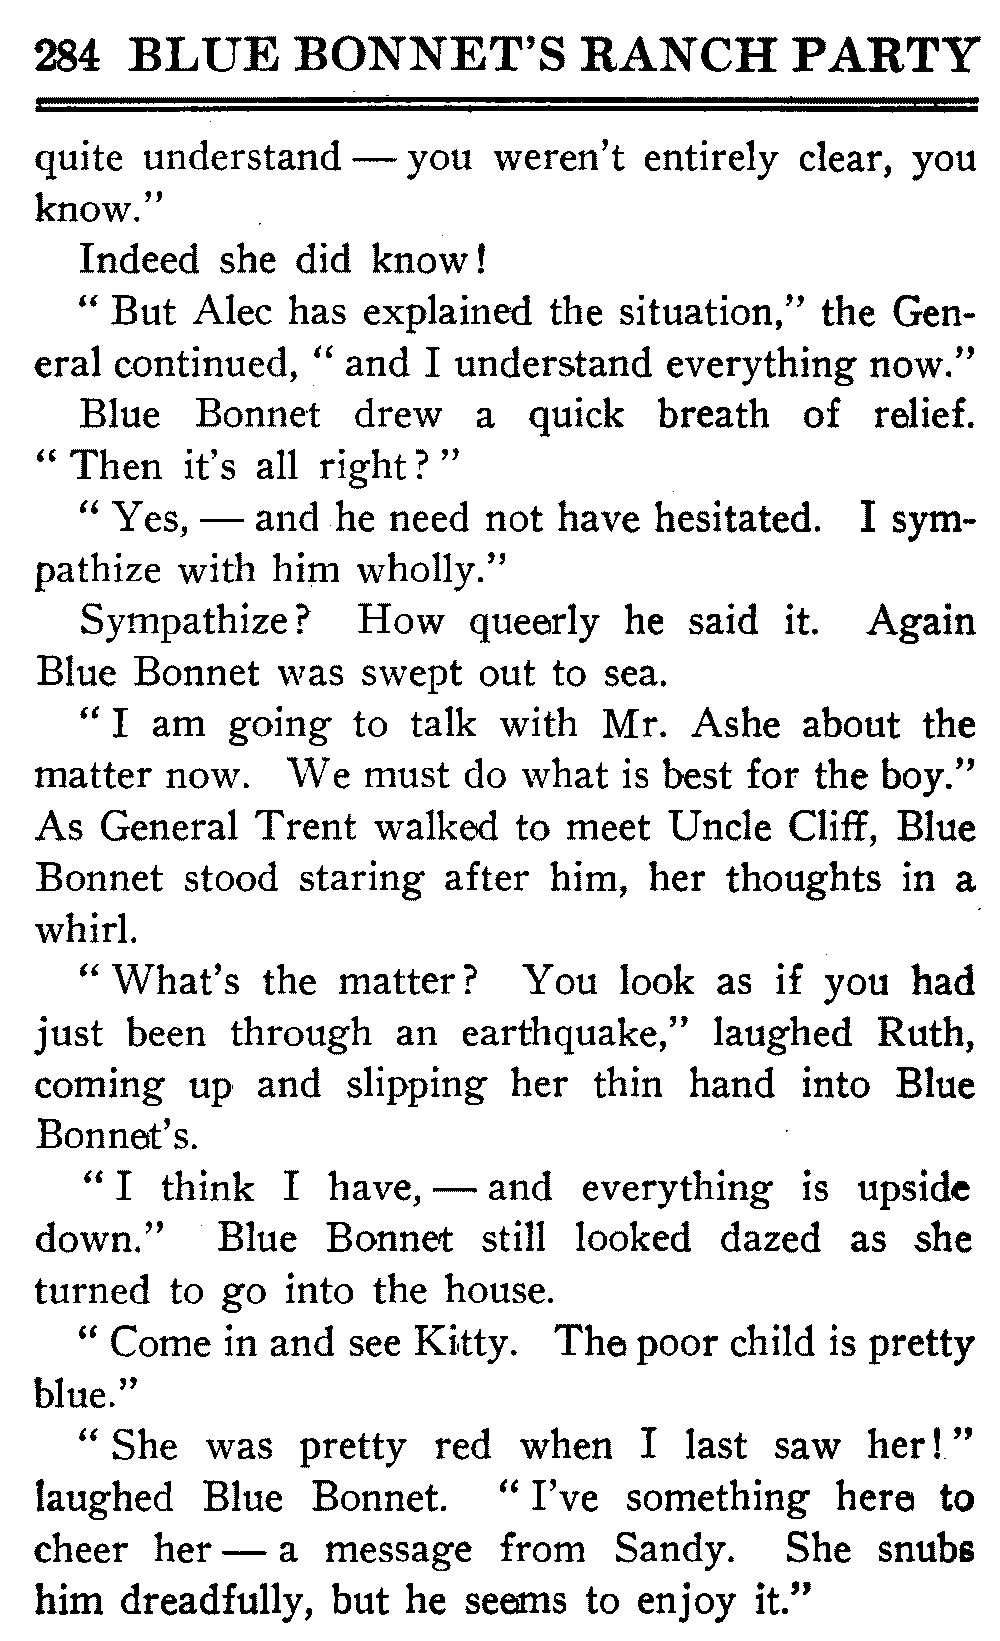 284 BLUE BONNET'S RANCH PARTY
quite understand — you weren't entirely clear, you
know."
Indeed she did know!
" But Alec has explained the situation," the Gen-
eral continued, " and I understand everything now."
Blue Bonnet drew a quick breath of relief.
" Then it's all right? "
" Yes, — and he need not have hesitated. I sym-
pathize with him wholly."
Sympathize? How queerly he said it. Again
Blue Bonnet was swept out to sea.
" I am going to talk with Mr. Ashe about the
matter now. We must do what is best for the boy."
As General Trent walked to meet Uncle Cliff, Blue
Bonnet stood staring after him, her thoughts in a
whirl.
" What's the matter? You look as if you had
just been through an earthquake," laughed Ruth,
coming up and slipping her thin hand into Blue
Bonnet's.
" I think I have, — and everything is upside
down." Blue Bonnet still looked dazed as she
turned to go into the house.
" Come in and see Kitty. The poor child is pretty
blue."
" She was pretty red when I last saw her! "
laughed Blue Bonnet. " I've something here to
cheer her — a message from Sandy. She snubs
him dreadfully, but he seems to enjoy it."